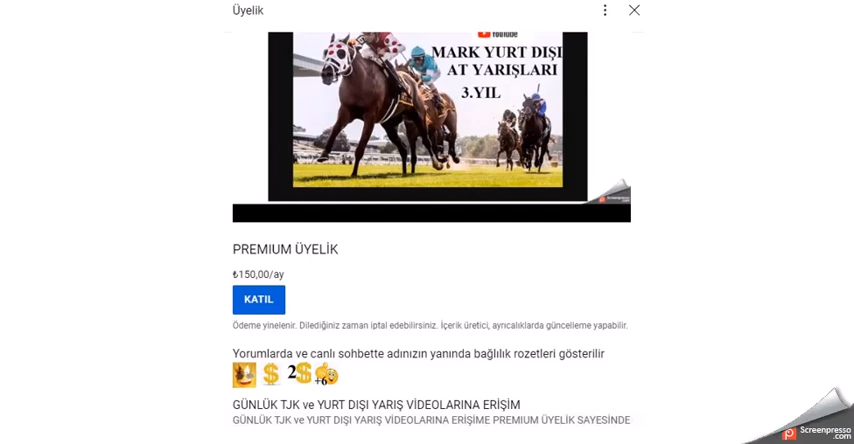 Üyelik
YouTube
MARK YURT DIŞI
AT YARIŞLARI
3.YIL
Screenpresso
PREMIUM ÜYELİK
₺150,00/ay
KATIL
Ödeme yinelenir. Dilediğiniz zaman iptal edebilirsiniz. İçerik üretici, ayrıcalıklarda güncelleme yapabilir.
Yorumlarda ve canlı sohbette adınızın yanında bağlılık rozetleri gösterilir
$ 2$ +6
GÜNLÜK TJK ve YURT DIŞI YARIŞ VİDEOLARINA ERİŞİM
GÜNLÜK TJK ve YURT DIŞI YARIŞ VİDEOLARINA ERİŞİME PREMIUM ÜYELİK SAYESİNDE
Screenpresso
.com